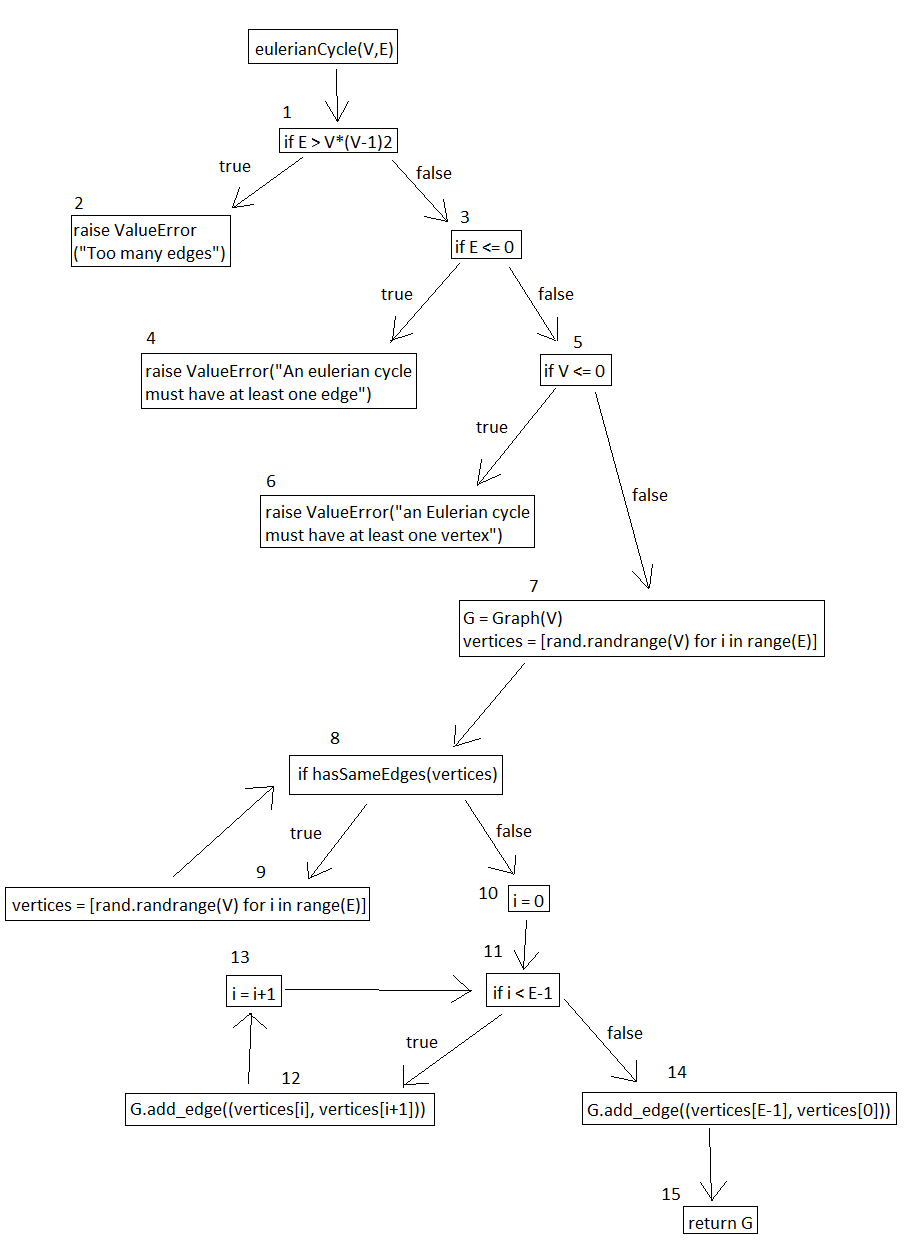 eulerianCycle(V,E)
1
if E > V*(V-1)2
true
false
2
raise ValueError
("Too many edges")
3
if E <= 0
true
false
4
raise ValueError("An eulerian cycle
must have at least one edge")
5
if V <= 0
true
false
6
raise ValueError("an Eulerian cycle
must have at least one vertex")
7
G = Graph(V)
vertices = [rand.randrange(V) for i in range(E)]
8
if hasSameEdges(vertices)
true
false
9
vertices = [rand.randrange(V) for i in range(E)]
10
i = 0
11
if i < E-1
13
i = i+1
true
false
12
G.add_edge((vertices[i], vertices[i+1]))
14
G.add_edge((vertices[E-1], vertices[0]))
15
return G